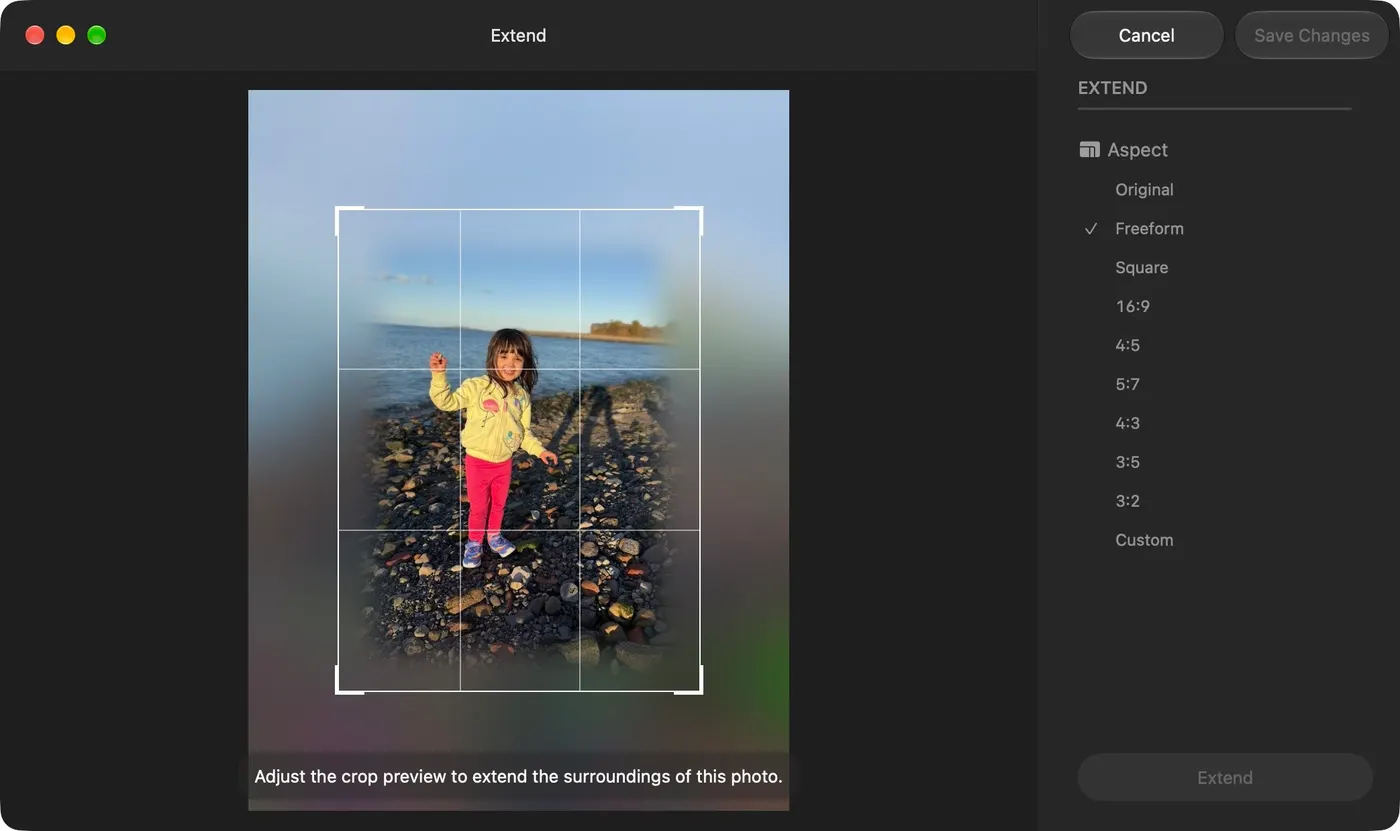 Extend
Cancel
Save Changes
EXTEND
Aspect
Original
Freeform
Square
16:9
4:5
5:7
4:3
3:5
3:2
Custom
Adjust the crop preview to extend the surroundings of this photo.
Extend